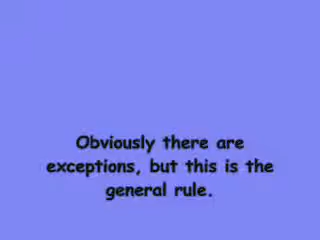 Obviously there are
exceptions, but this is the
general rule.